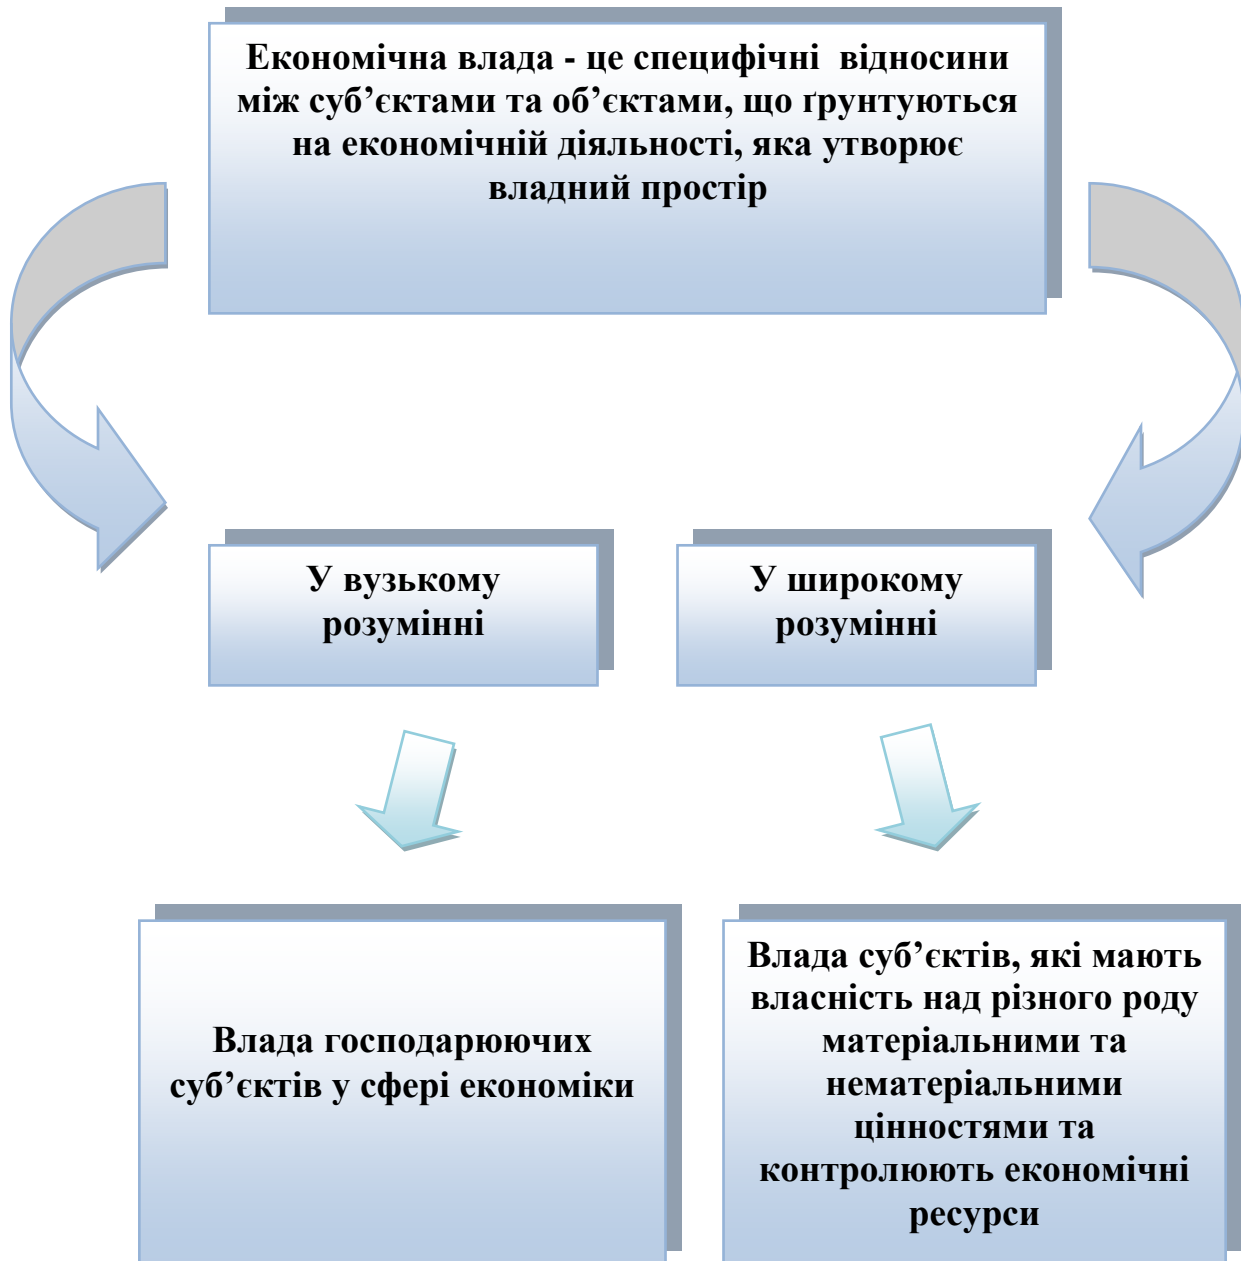 Економічна влада - це специфічні відносини
між суб’єктами та об’єктами, що ґрунтуються
на економічній діяльності, яка утворює
владний простір
У вузькому
розумінні
У широкому
розумінні
Влада господарюючих
суб’єктів у сфері економіки
Влада суб’єктів, які мають
власність над різного роду
матеріальними та
нематеріальними
цінностями та
контролюють економічні
ресурси